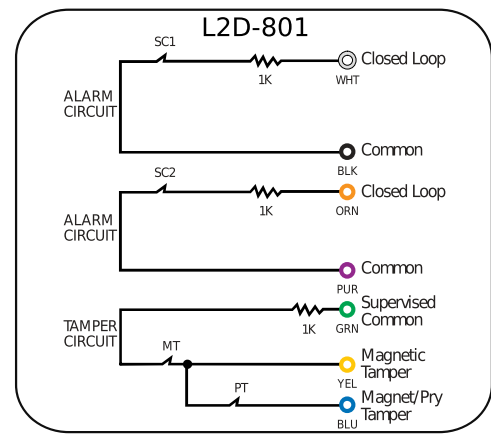 L2D-801
SC1
1K
Closed Loop
WHT
ALARM
CIRCUIT
Common
BLK
SC2
1K
Closed Loop
ORN
ALARM
CIRCUIT
Common
PUR
Supervised
Common
1K
GRN
TAMPER
CIRCUIT
MT
Magnetic
Tamper
YEL
PT
Magnet/Pry
Tamper
BLU